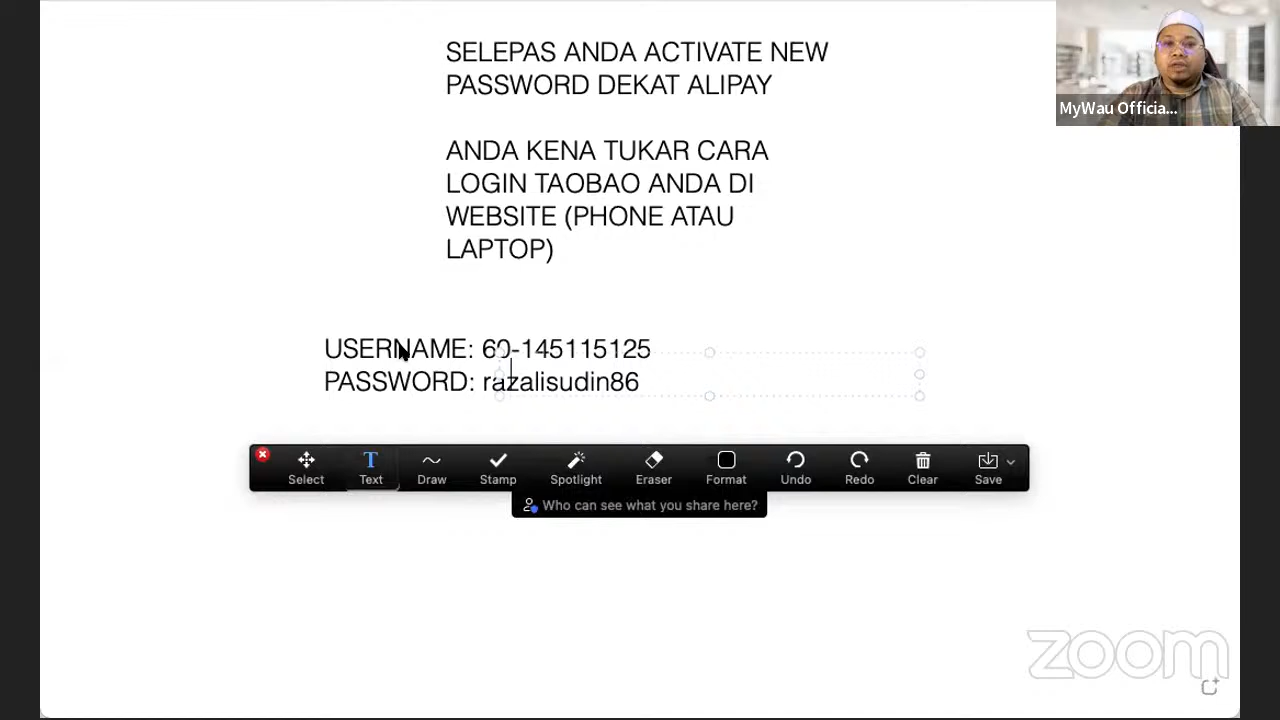 SELEPAS ANDA ACTIVATE NEW
PASSWORD DEKAT ALIPAY
MyWau Officia...
ANDA KENA TUKAR CARA
LOGIN TAOBAO ANDA DI
WEBSITE (PHONE ATAU
LAPTOP)
USERNAME: 60-145115125
PASSWORD: razalisudin86
Select Text Draw Stamp Spotlight Eraser Format Undo Redo Clear Save
Who can see what you share here?
zoom